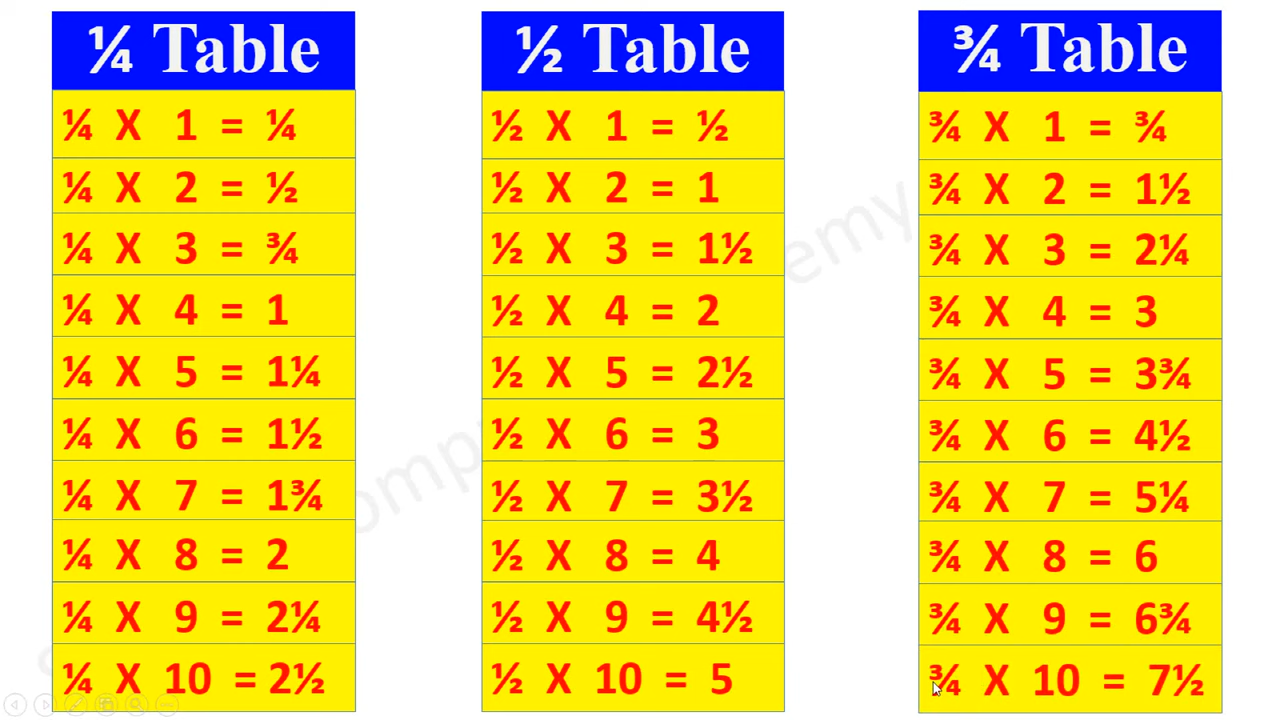 ¼ Table
¼ X 1 = ¼
¼ X 2 = ½
¼ X 3 = ¾
¼ X 4 = 1
¼ X 5 = 1¼
¼ X 6 = 1½
¼ X 7 = 1¾
¼ X 8 = 2
¼ X 9 = 2¼
¼ X 10 = 2½
½ Table
½ X 1 = ½
½ X 2 = 1
½ X 3 = 1½
½ X 4 = 2
½ X 5 = 2½
½ X 6 = 3
½ X 7 = 3½
½ X 8 = 4
½ X 9 = 4½
½ X 10 = 5
¾ Table
¾ X 1 = ¾
¾ X 2 = 1½
¾ X 3 = 2¼
¾ X 4 = 3
¾ X 5 = 3¾
¾ X 6 = 4½
¾ X 7 = 5¼
¾ X 8 = 6
¾ X 9 = 6¾
¾ X 10 = 7½